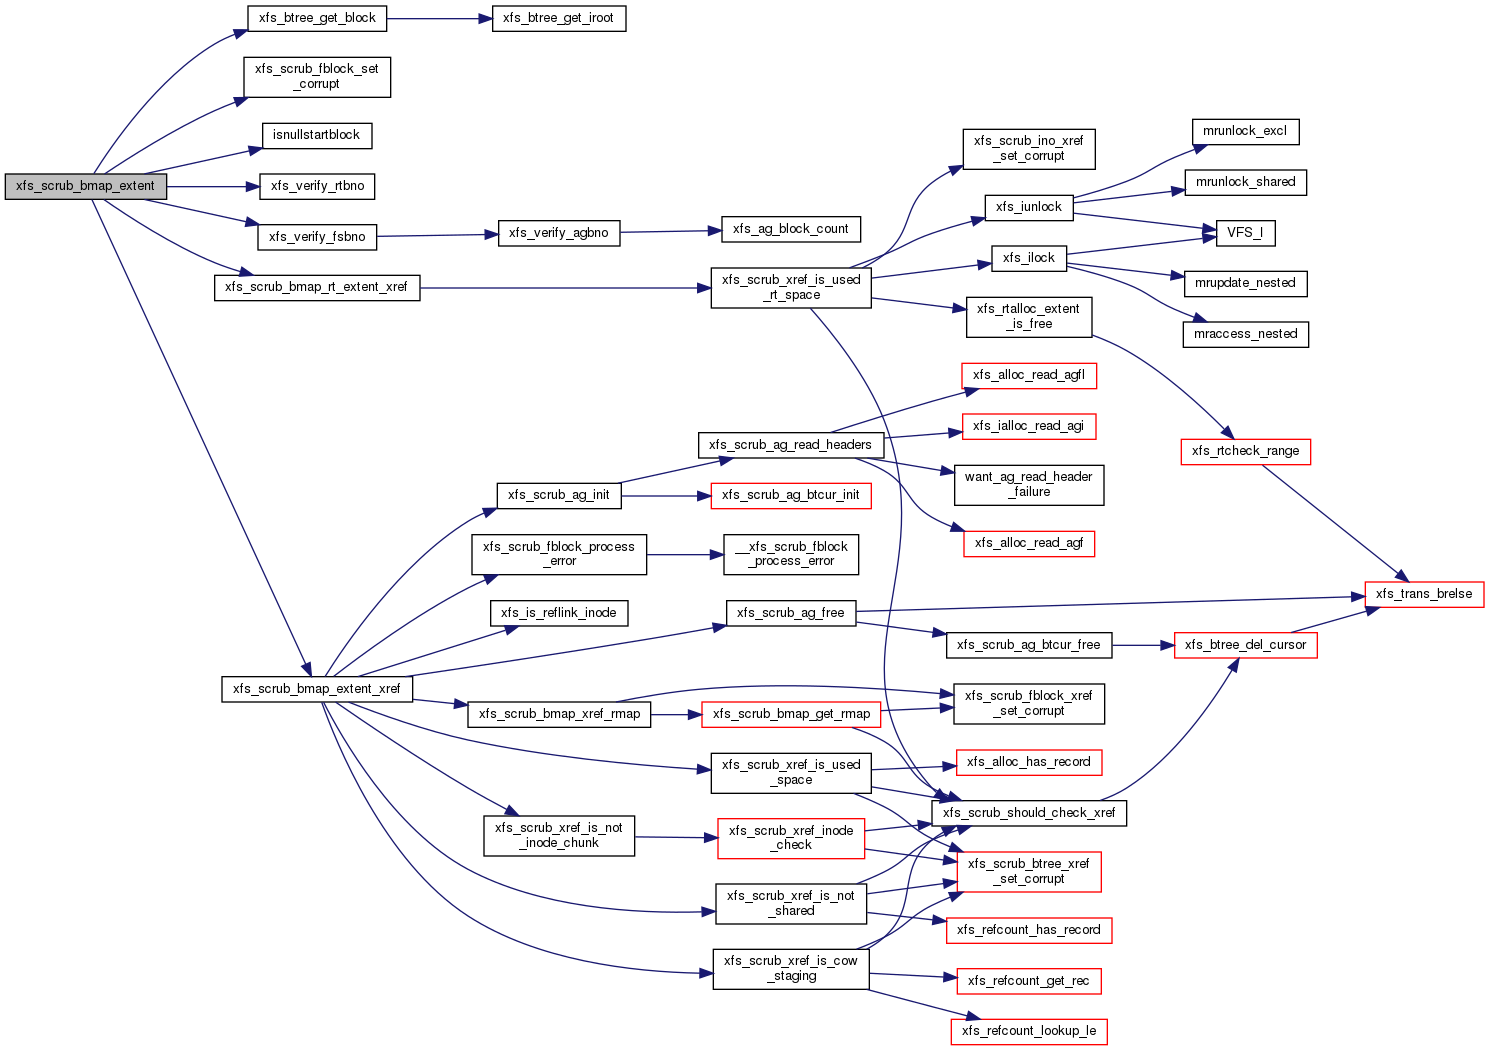 xfs_btree_get_block
xfs_btree_get_iroot
xfs_scrub_fblock_set
_corrupt
isnullstartblock
xfs_scrub_bmap_extent
xfs_verify_rtbno
xfs_verify_fsbno
xfs_verify_agbno
xfs_ag_block_count
xfs_scrub_bmap_rt_extent_xref
xfs_scrub_xref_is_used
_rt_space
xfs_scrub_ino_xref
_set_corrupt
xfs_iunlock
xfs_ilock
xfs_rtalloc_extent
_is_free
mrunlock_excl
mrunlock_shared
VFS_I
mrupdate_nested
mraccess_nested
xfs_alloc_read_agfl
xfs_scrub_ag_read_headers
xfs_ialloc_read_agi
xfs_rtcheck_range
want_ag_read_header
_failure
xfs_scrub_ag_init
xfs_scrub_ag_btcur_init
xfs_alloc_read_agf
xfs_scrub_fblock_process
_error
__xfs_scrub_fblock
_process_error
xfs_trans_brelse
xfs_is_reflink_inode
xfs_scrub_ag_free
xfs_scrub_ag_btcur_free
xfs_btree_del_cursor
xfs_scrub_bmap_extent_xref
xfs_scrub_bmap_xref_rmap
xfs_scrub_bmap_get_rmap
xfs_scrub_fblock_xref
_set_corrupt
xfs_scrub_xref_is_used
_space
xfs_alloc_has_record
xfs_scrub_should_check_xref
xfs_scrub_xref_is_not
_inode_chunk
xfs_scrub_xref_inode
_check
xfs_scrub_btree_xref
_set_corrupt
xfs_scrub_xref_is_not
_shared
xfs_refcount_has_record
xfs_scrub_xref_is_cow
_staging
xfs_refcount_get_rec
xfs_refcount_lookup_le